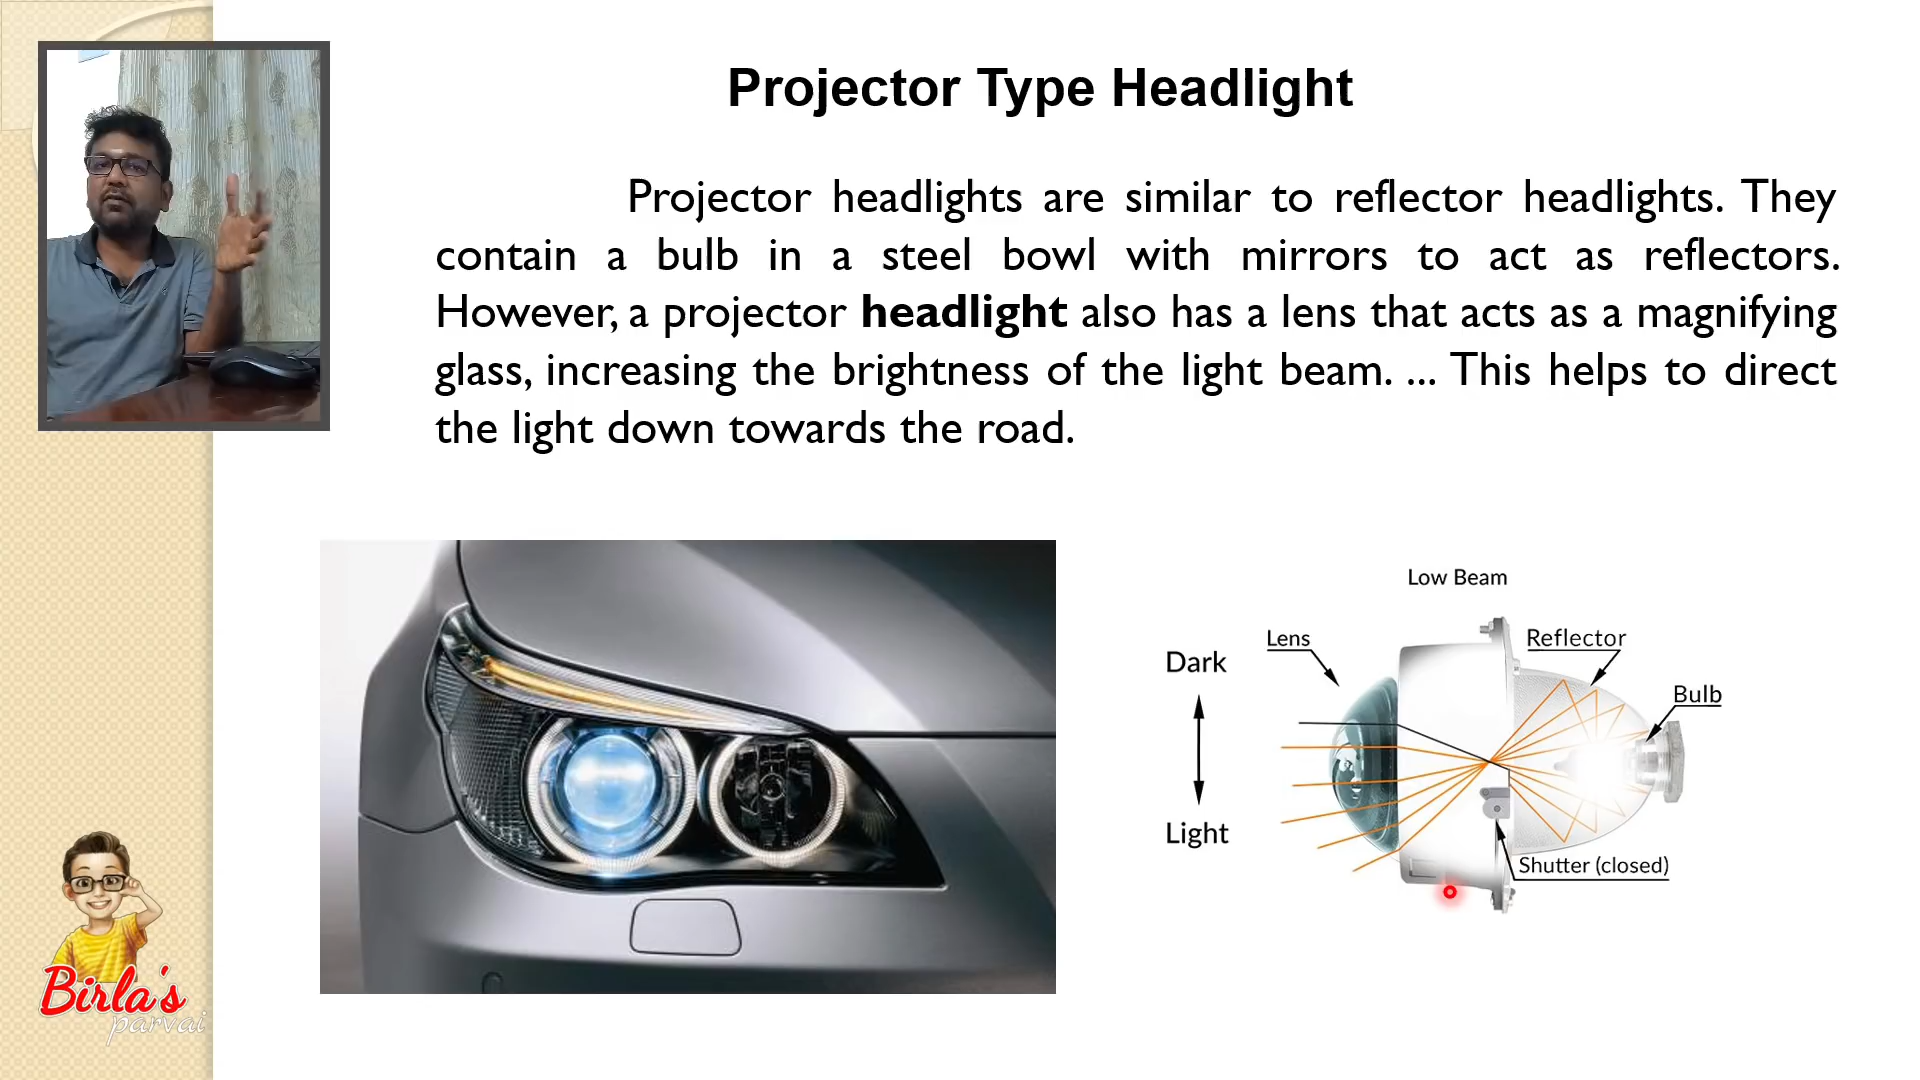 Projector Type Headlight
Projector headlights are similar to reflector headlights. They
contain a bulb in a steel bowl with mirrors to act as reflectors.
However, a projector headlight also has a lens that acts as a magnifying
glass, increasing the brightness of the light beam. ... This helps to direct
the light down towards the road.
Low Beam
Lens
Reflector
Dark
Bulb
Light
Shutter (closed)
Birla's
parvai